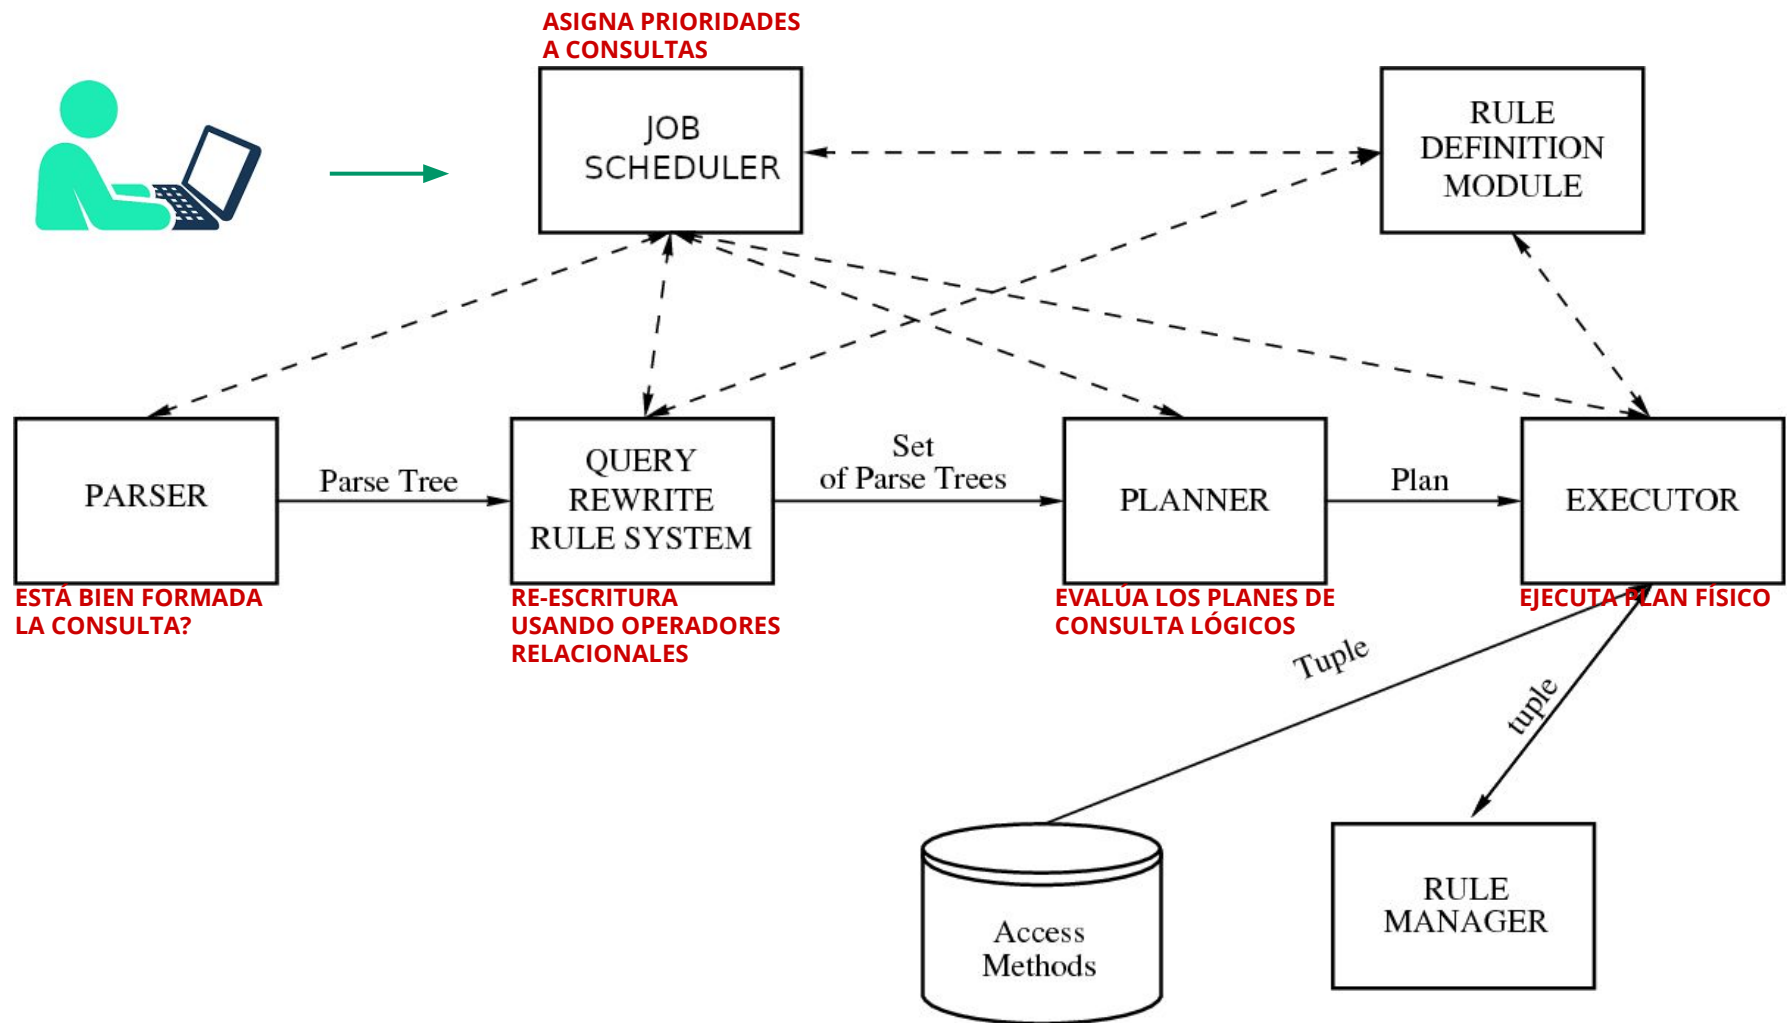 ASIGNA PRIORIDADES
A CONSULTAS
JOB
SCHEDULER
RULE
DEFINITION
MODULE
PARSER
Parse Tree
QUERY
REWRITE
RULE SYSTEM
Set
of Parse Trees
PLANNER
Plan
EXECUTOR
ESTÁ BIEN FORMADA
LA CONSULTA?
RE-ESCRITURA
USANDO OPERADORES
RELACIONALES
EVALÚA LOS PLANES DE
CONSULTA LÓGICOS
EJECUTA PLAN FÍSICO
Tuple
tuple
Access
Methods
RULE
MANAGER